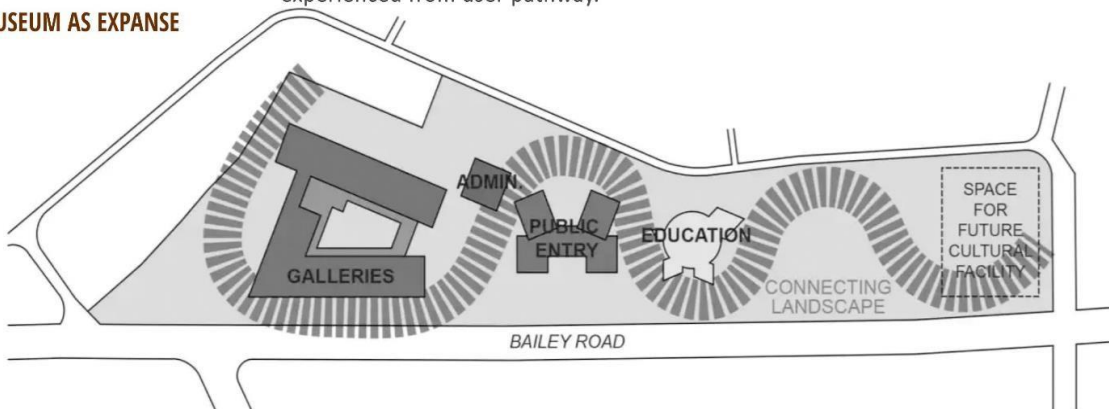 experienced from user pathway.
USEUM AS EXPANSE
ADMIN.
PUBLIC
ENTRY
EDUCATION
GALLERIES
SPACE
FOR
FUTURE
CULTURAL
FACILITY
CONNECTING
LANDSCAPE
BAILEY ROAD